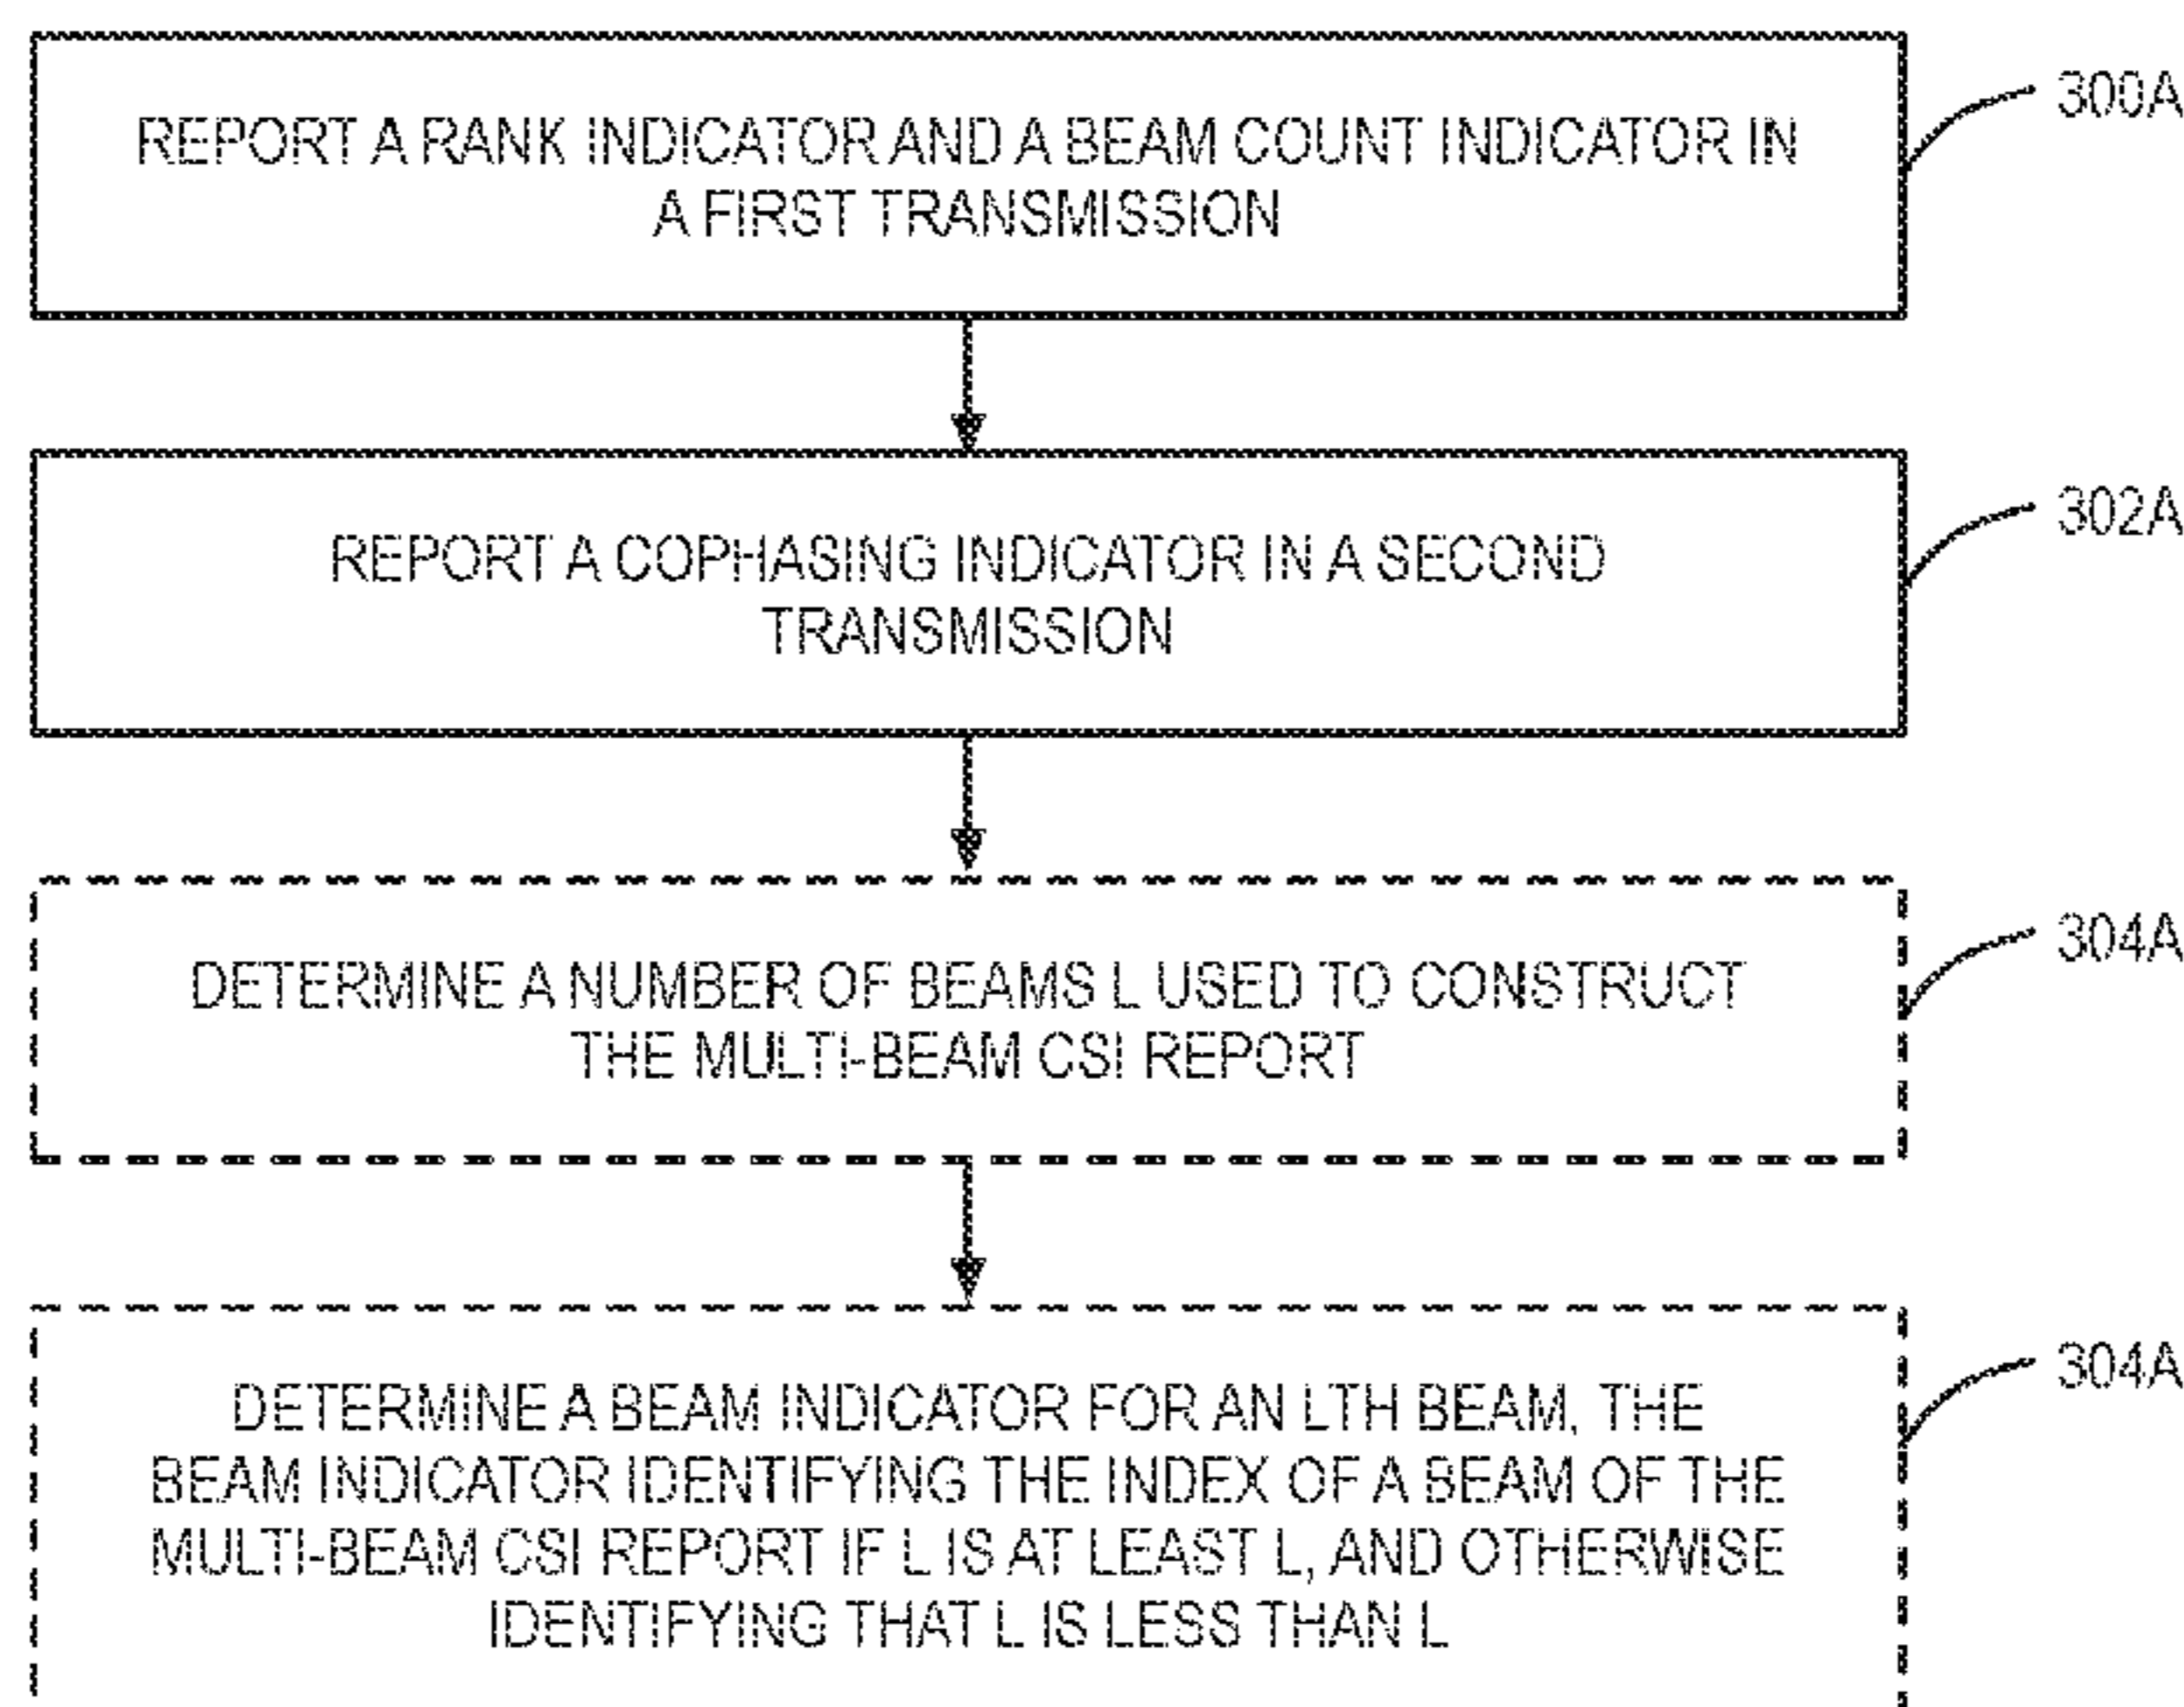 REPORT A RANK INDICATOR AND A BEAM COUNT INDICATOR IN
A FIRST TRANSMISSION
300A
REPORT A COPHASING INDICATOR IN A SECOND
TRANSMISSION
302A
DETERMINE A NUMBER OF BEAMS L USED TO CONSTRUCT
THE MULTI-BEAM CSI REPORT
304A
DETERMINE A BEAM INDICATOR FOR AN LTH BEAM, THE
BEAM INDICATOR IDENTIFYING THE INDEX OF A BEAM OF THE
MULTI-BEAM CSI REPORT IF L IS AT LEAST L, AND OTHERWISE
IDENTIFYING THAT L IS LESS THAN L
304A